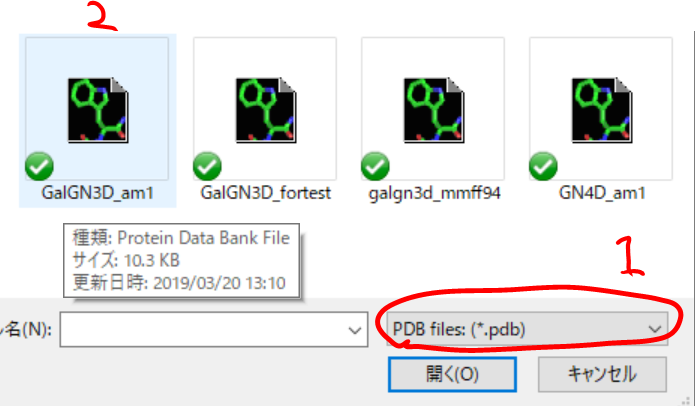 2
GalGN3D_am1
GalGN3D_fortest
galgn3d_mmff94
GN4D_am1
種類: Protein Data Bank File
サイズ: 10.3 KB
更新日時: 2019/03/20 13:10
1
ル名(N):
PDB files: (*.pdb)
開く(O)
キャンセル